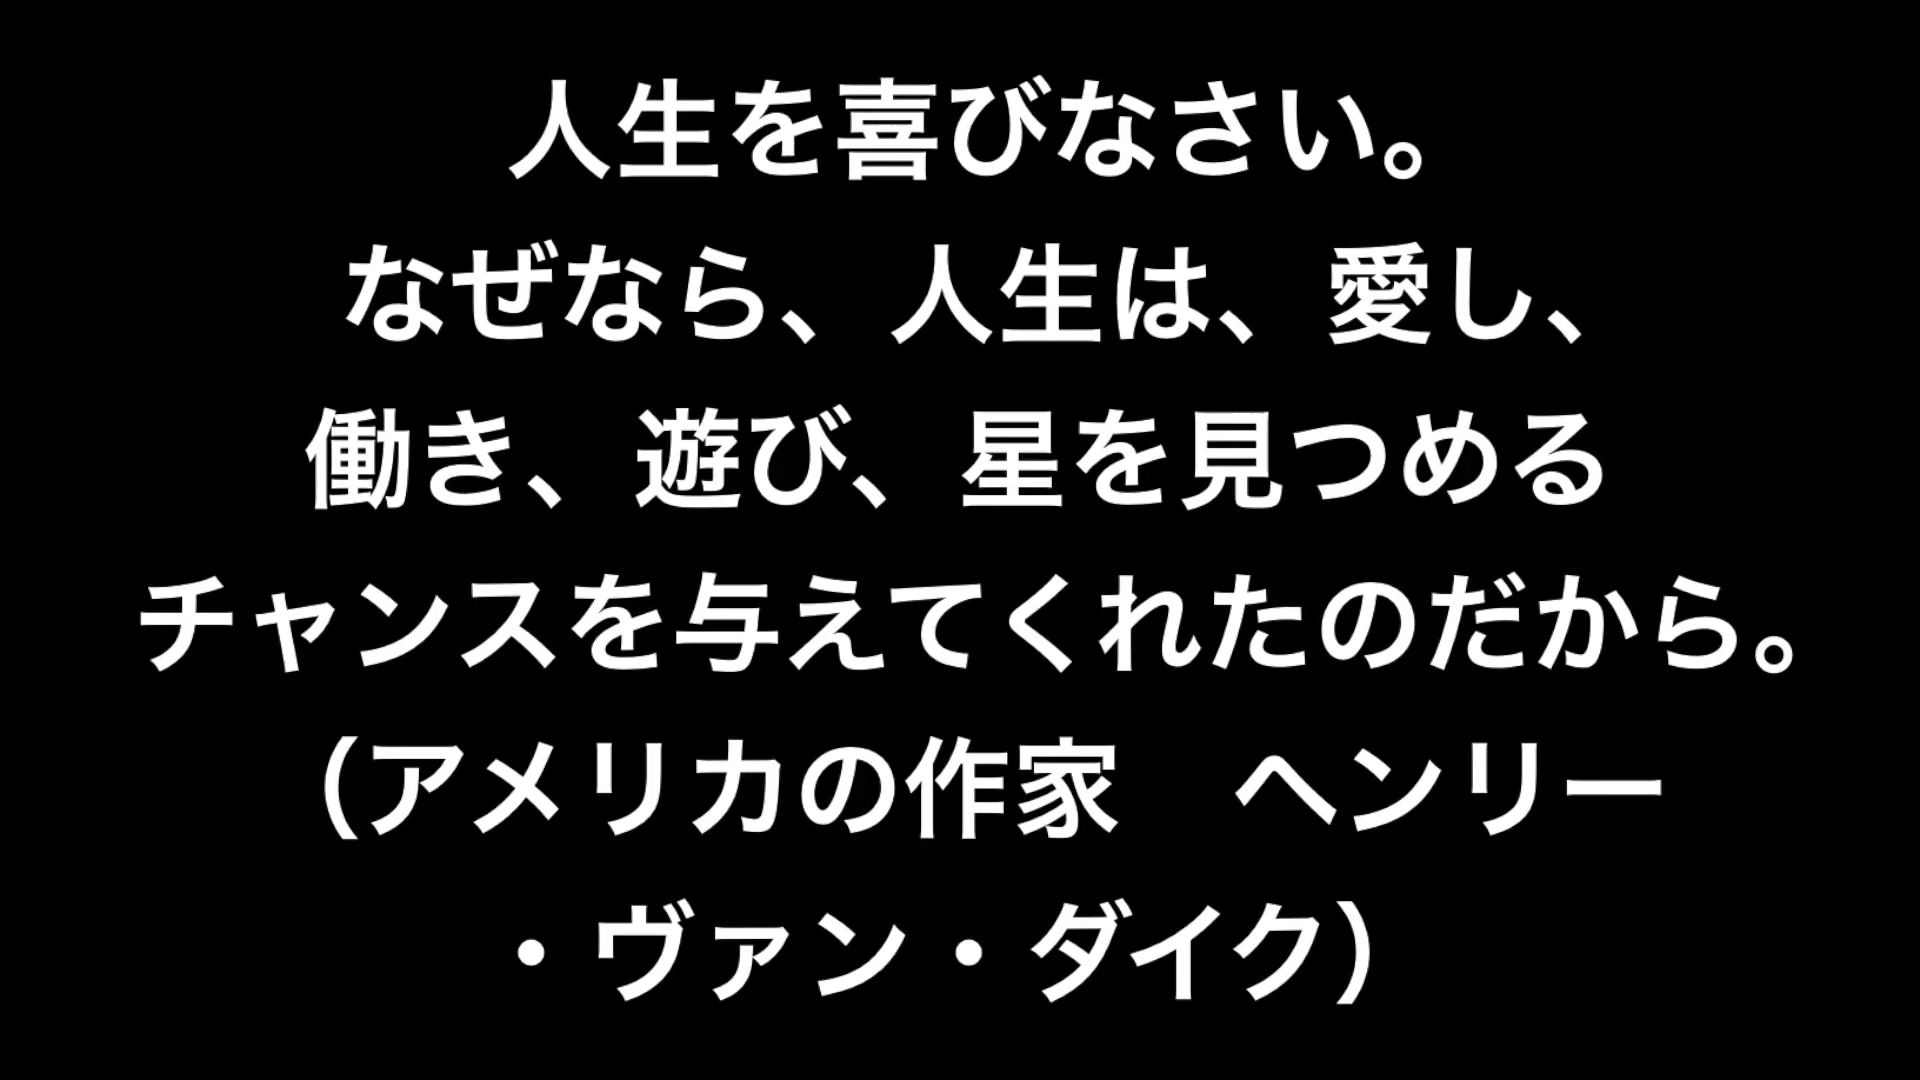 人生を喜びなさい。
なぜなら、人生は、愛し、
働き、遊び、星を見つめる
チャンスを与えてくれたのだから。
（アメリカの作家　ヘンリー
・ヴァン・ダイク）